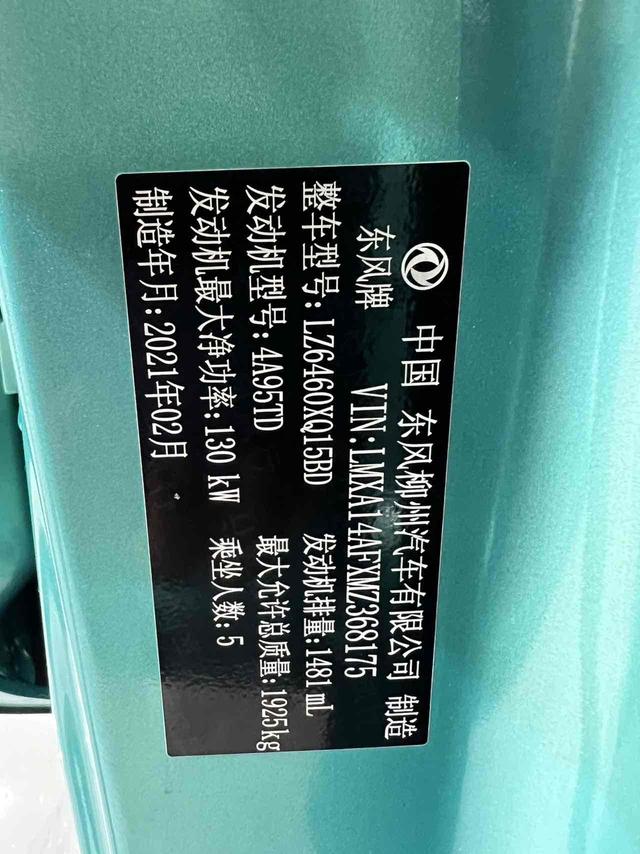 中国 东风柳州汽车有限公司 制造
东风牌 VIN:LMXA14AFXMZ368175
整车型号:LZ6460XQ15BD 发动机排量:1481mL
发动机型号:4A95TD 最大允许总质量:1925kg
发动机最大净功率:130 kW 乘坐人数:5
制造年月:2021年02月